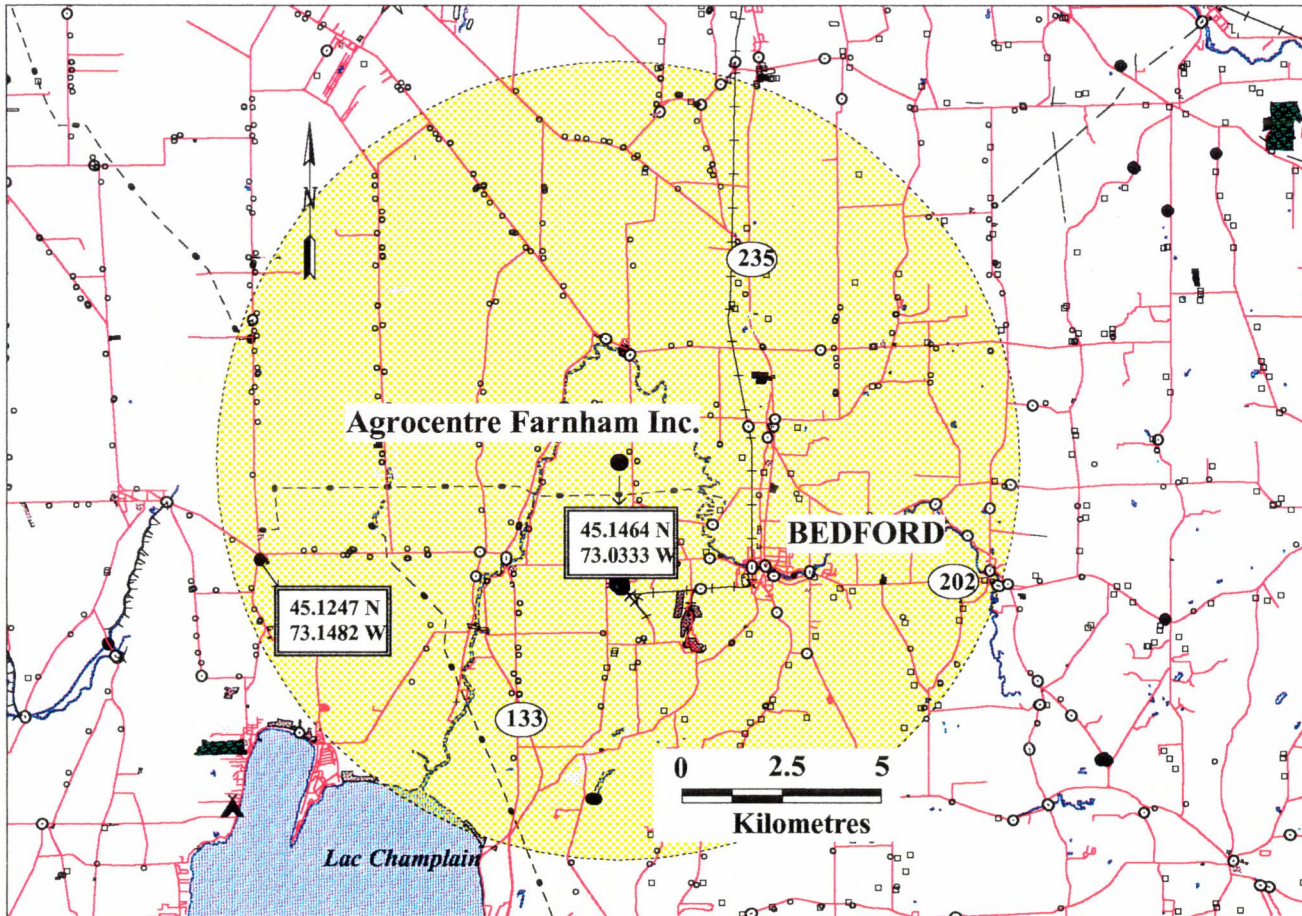 N
235
Agrocentre Farnham Inc.
45.1464 N
73.0333 W
BEDFORD
202
45.1247 N
73.1482 W
133
0 2.5 5
Kilometres
Lac Champlain